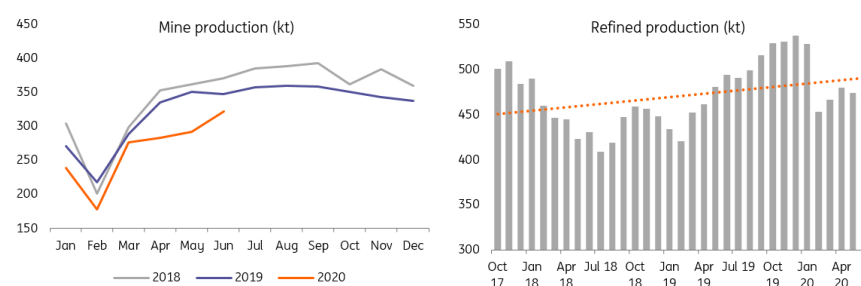 Mine production (kt)
450
400
350
300
250
200
150
Jan Feb Mar Apr May Jun Jul Aug Sep Oct Nov Dec
2018 2019 2020
Refined production (kt)
550
500
450
400
350
300
Oct Jan Apr Jul 18 Oct Jan Apr Jul 19 Oct Jan Apr
17 18 18 18 19 19 19 20 20